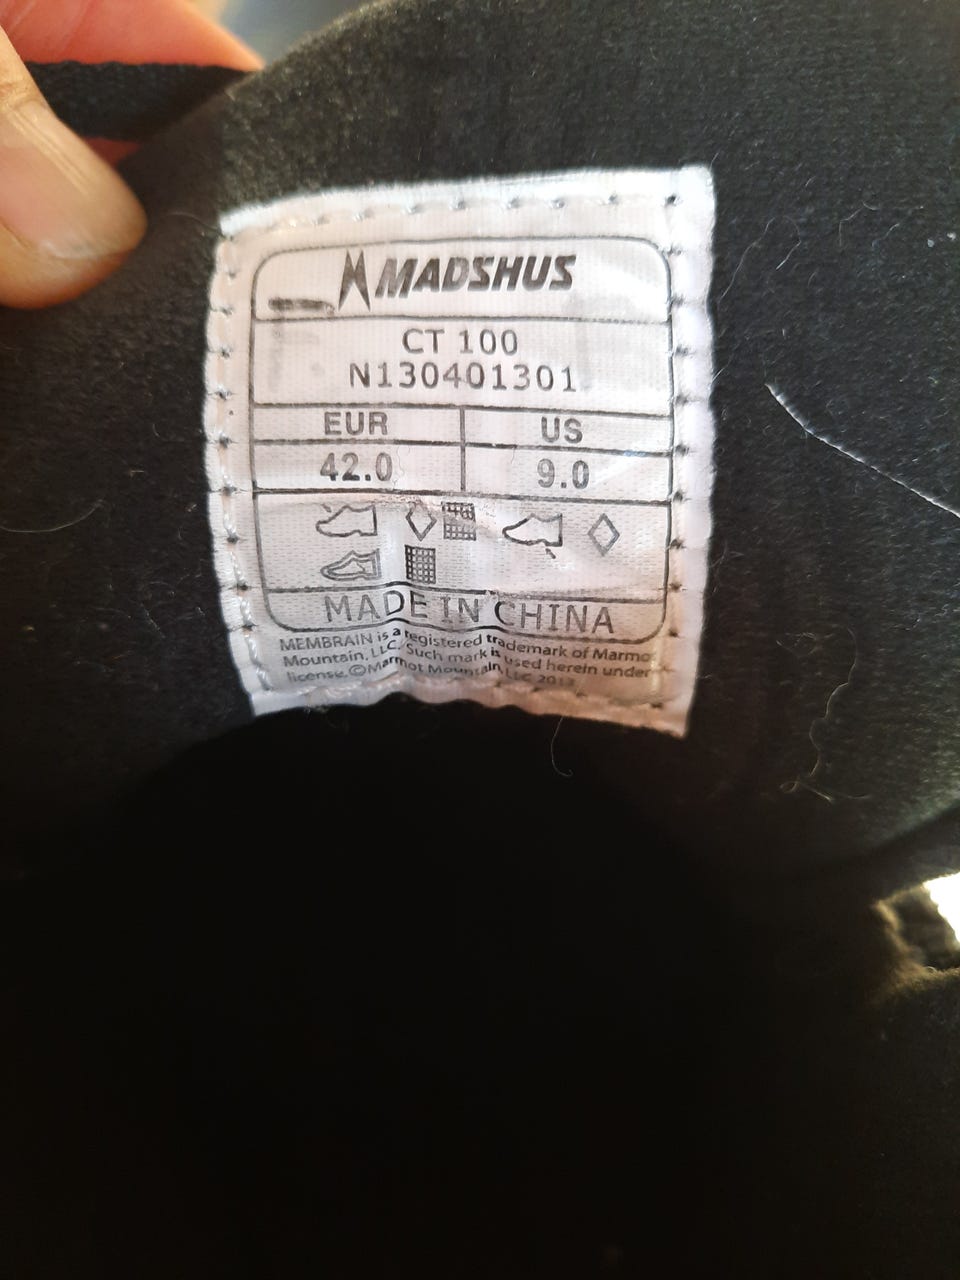 MADSHUS
CT 100
N130401301
EUR US
42.0 9.0
MADE IN CHINA
MEMBRAIN is a registered trademark of Marmo
Mountain, LLC. Such mark is used herein under
license. ©Marmot Mountain, LLC 2013